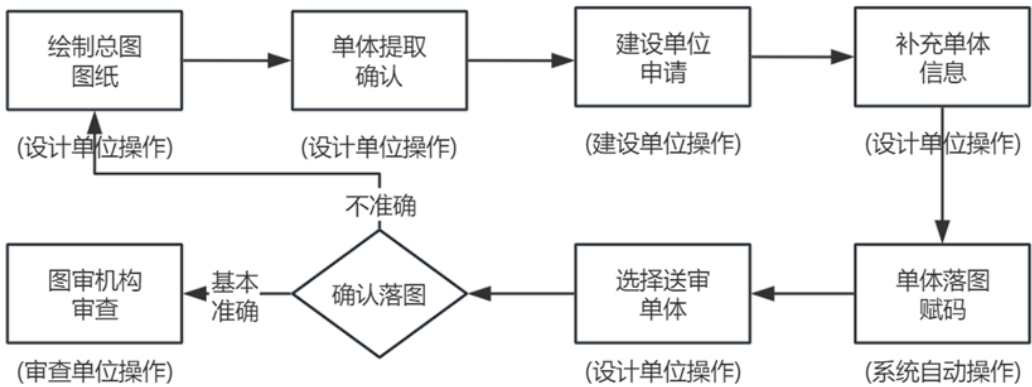 绘制总图
图纸
单体提取
确认
建设单位
申请
补充单体
信息
(设计单位操作)
(设计单位操作)
(建设单位操作)
(设计单位操作)
不准确
图审机构
审查
基本
准确
确认落图
选择送审
单体
单体落图
赋码
(审查单位操作)
(设计单位操作)
(系统自动操作)